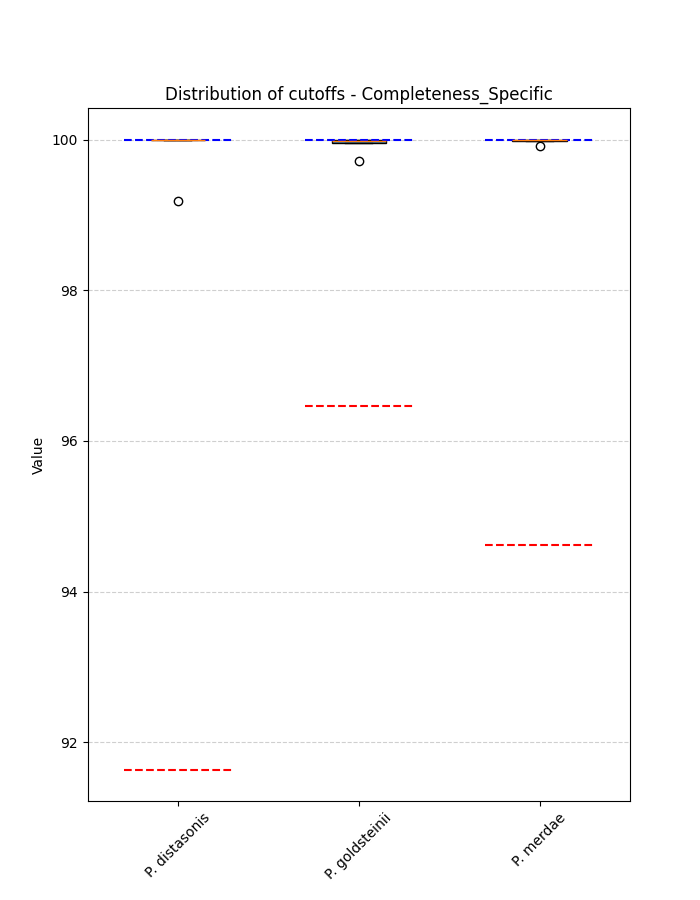 Distribution of cutoffs - Completeness_Specific
Value
100
98
96
94
92
P. distasonis
P. goldsteinii
P. merdae